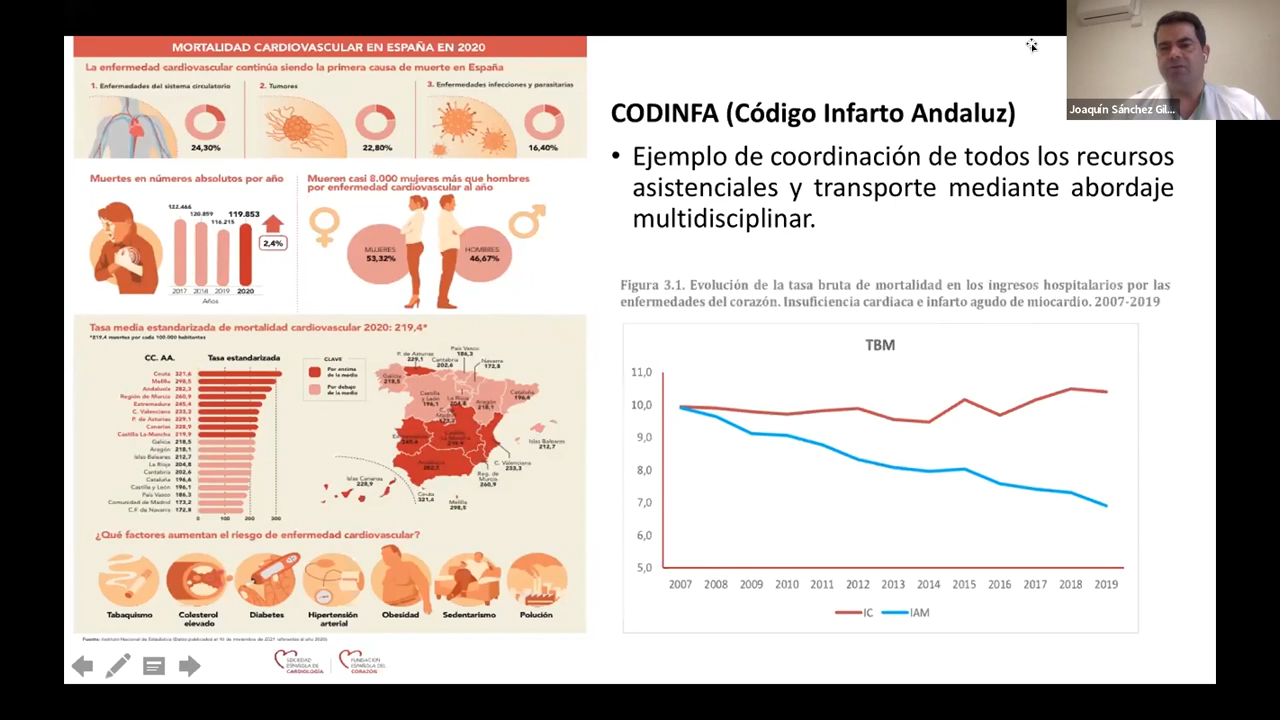 MORTALIDAD CARDIOVASCULAR EN ESPAÑA EN 2020
La enfermedad cardiovascular continúa siendo la primera causa de muerte en España
1. Enfermedades del sistema circulatorio
24,30%
2. Tumores
22,80%
3. Enfermedades infecciosas y parasitarias
16,40%
Muertes en números absolutos por año
122.466
120.859
116.215
119.853
2,4%
2017 2018 2019 2020
Años
Mueren casi 8.000 mujeres más que hombres
por enfermedad cardiovascular al año
MUJERES
53,32%
HOMBRES
46,67%
Tasa media estandarizada de mortalidad cardiovascular 2020: 219,4*
*219,4 muertes por cada 100.000 habitantes
CC. AA. Tasa estandarizada
Ceuta 321,6
Melilla 298,5
Andalucía 282,3
Región de Murcia 260,9
Extremadura 245,4
C. Valenciana 233,3
P. de Asturias 229,1
Canarias 228,9
Castilla La-Mancha 219,9
Galicia 218,5
Aragón 218,1
Islas Baleares 212,7
La Rioja 204,8
Cantabria 202,6
Cataluña 196,6
Castilla y León 196,1
País Vasco 186,3
Comunidad de Madrid 173,2
C.F. de Navarra 172,8
0 100 200 300
CLAVE
Por encima
de la media
Por debajo
de la media
País Vasco
186,3
P. de Asturias
229,1
Cantabria
202,6
Navarra
172,8
Galicia
218,5
Castilla
y León
196,1
La Rioja
204,8
Aragón
218,1
Cataluña
196,6
Extremadura
245,4
Castilla
La Mancha
219,9
Islas Baleares
212,7
C. Valenciana
233,3
Andalucía
282,3
Reg. de
Murcia
260,9
Islas Canarias
228,9
Ceuta
321,6
Melilla
298,5
¿Qué factores aumentan el riesgo de enfermedad cardiovascular?
Tabaquismo
Colesterol
elevado
Diabetes
Hipertensión
arterial
Obesidad
Sedentarismo
Polución
Fuente: Instituto Nacional de Estadística (Datos publicados el 10 de noviembre de 2021 referentes al año 2020)
SOCIEDAD
ESPAÑOLA DE
CARDIOLOGÍA
FUNDACIÓN
ESPAÑOLA DEL
CORAZÓN
Joaquín Sánchez Gil...
CODINFA (Código Infarto Andaluz)
• Ejemplo de coordinación de todos los recursos
asistenciales y transporte mediante abordaje
multidisciplinar.
Figura 3.1. Evolución de la tasa bruta de mortalidad en los ingresos hospitalarios por las
enfermedades del corazón. Insuficiencia cardiaca e infarto agudo de miocardio. 2007-2019
TBM
11,0
10,0
9,0
8,0
7,0
6,0
5,0
2007 2008 2009 2010 2011 2012 2013 2014 2015 2016 2017 2018 2019
IC IAM